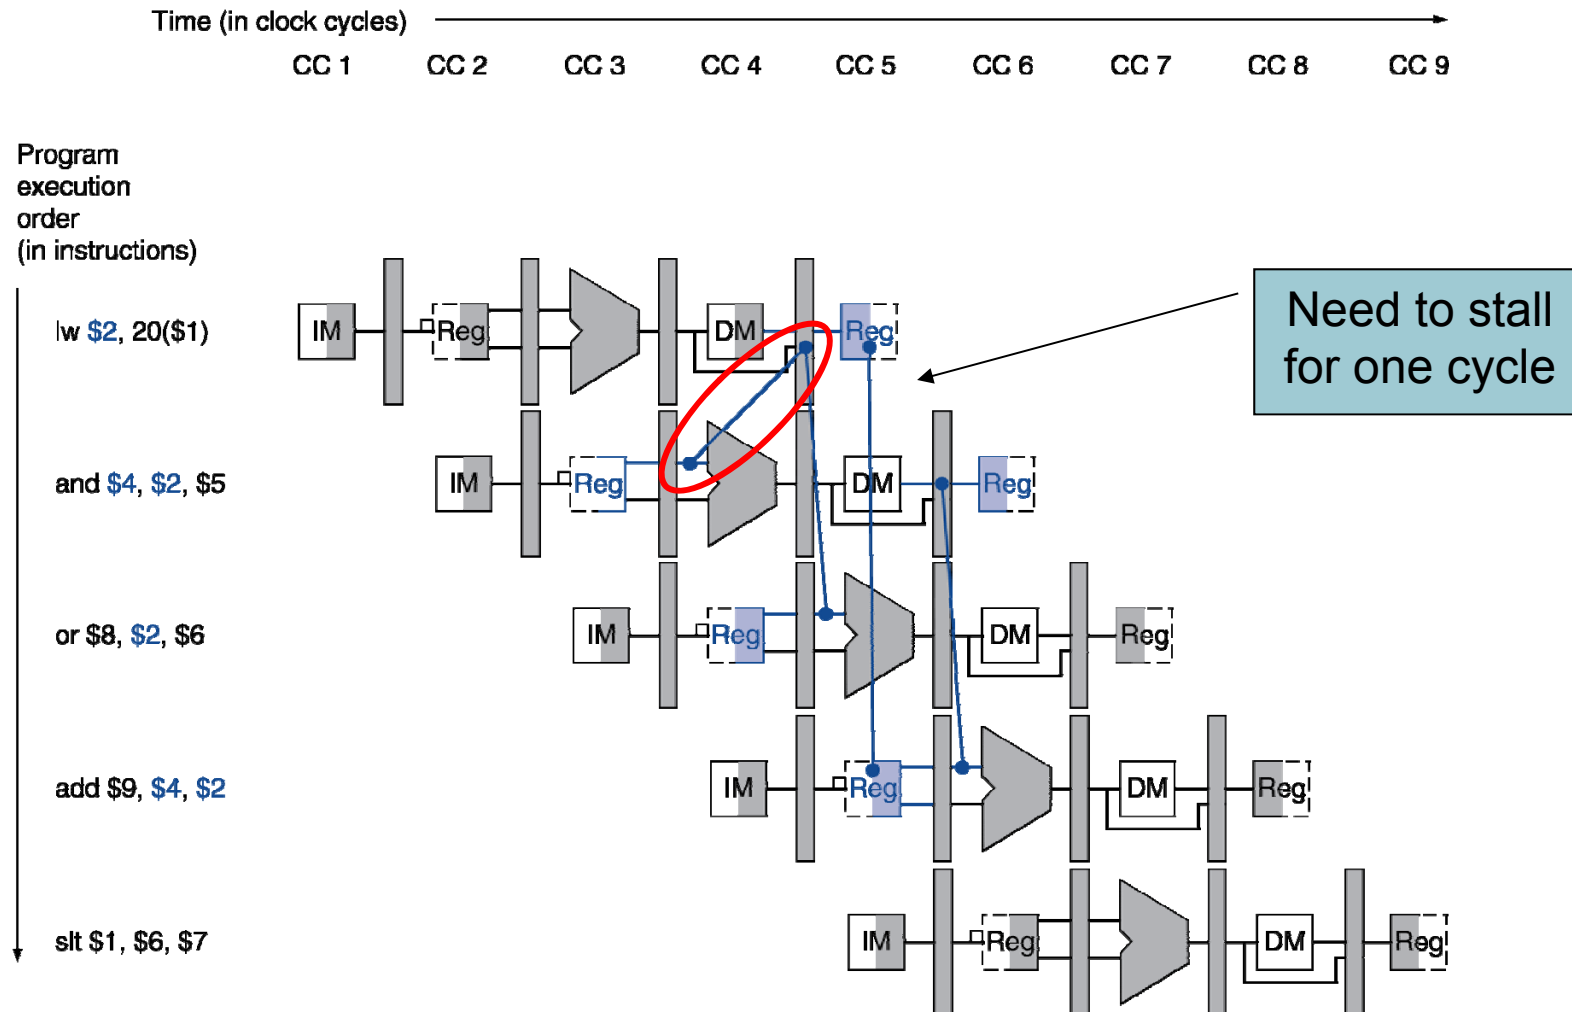 Time (in clock cycles)
CC 1 CC 2 CC 3 CC 4 CC 5 CC 6 CC 7 CC 8 CC 9
Program
execution
order
(in instructions)
lw $2, 20($1)
IM Reg DM Reg
Need to stall
for one cycle
and $4, $2, $5
IM Reg DM Reg
or $8, $2, $6
IM Reg DM Reg
add $9, $4, $2
IM Reg DM Reg
slt $1, $6, $7
IM Reg DM Reg